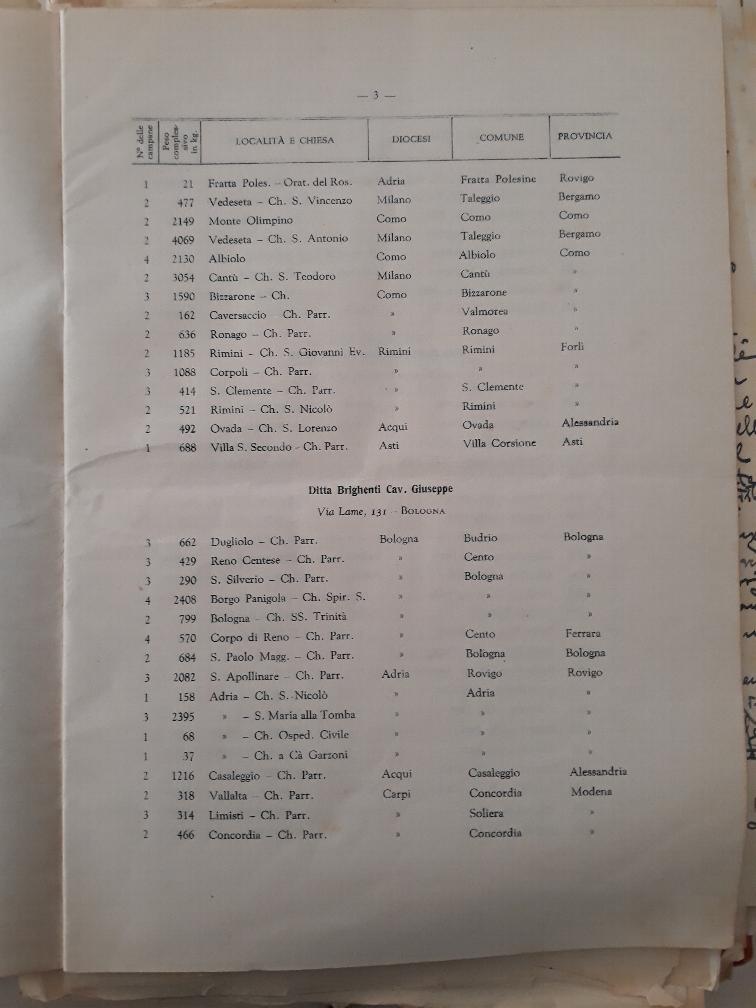 — 3 —
N° delle campane Peso complessivo in kg. LOCALITÀ E CHIESA DIOCESI COMUNE PROVINCIA
1 21 Fratta Poles. – Orat. del Ros. Adria Fratta Polesine Rovigo
2 477 Vedeseta – Ch. S. Vincenzo Milano Taleggio Bergamo
2 2149 Monte Olimpino Como Como Como
2 4069 Vedeseta – Ch. S. Antonio Milano Taleggio Bergamo
4 2130 Albiolo Como Albiolo Como
2 3054 Cantù – Ch. S. Teodoro Milano Cantù »
3 1590 Bizzarone – Ch. Como Bizzarone »
2 162 Caversaccio – Ch. Parr. » Valmorea »
2 636 Ronago – Ch. Parr. » Ronago »
2 1185 Rimini – Ch. S. Giovanni Ev. Rimini Rimini Forlì
3 1088 Corpolì – Ch. Parr. » » »
3 414 S. Clemente – Ch. Parr. » S. Clemente »
2 521 Rimini – Ch. S. Nicolò » Rimini »
2 492 Ovada – Ch. S. Lorenzo Acqui Ovada Alessandria
1 688 Villa S. Secondo – Ch. Parr. Asti Villa Corsione Asti
Ditta Brighenti Cav. Giuseppe
Via Lame, 131 – BOLOGNA
3 662 Dugliolo – Ch. Parr. Bologna Budrio Bologna
3 429 Reno Centese – Ch. Parr. » Cento »
3 290 S. Silverio – Ch. Parr. » Bologna »
4 2408 Borgo Panigola – Ch. Spir. S. » » »
2 799 Bologna – Ch. SS. Trinità » » »
4 570 Corpo di Reno – Ch. Parr. » Cento Ferrara
2 684 S. Paolo Magg. – Ch. Parr. » Bologna Bologna
3 2082 S. Apollinare – Ch. Parr. Adria Rovigo Rovigo
1 158 Adria – Ch. S. Nicolò » Adria »
3 2395 » – S. Maria alla Tomba » » »
1 68 » – Ch. Osped. Civile » » »
1 37 » – Ch. a Cà Garzoni » » »
2 1216 Casaleggio – Ch. Parr. Acqui Casaleggio Alessandria
2 318 Vallalta – Ch. Parr. Carpi Concordia Modena
3 314 Limisti – Ch. Parr. » Soliera »
2 466 Concordia – Ch. Parr. » Concordia »